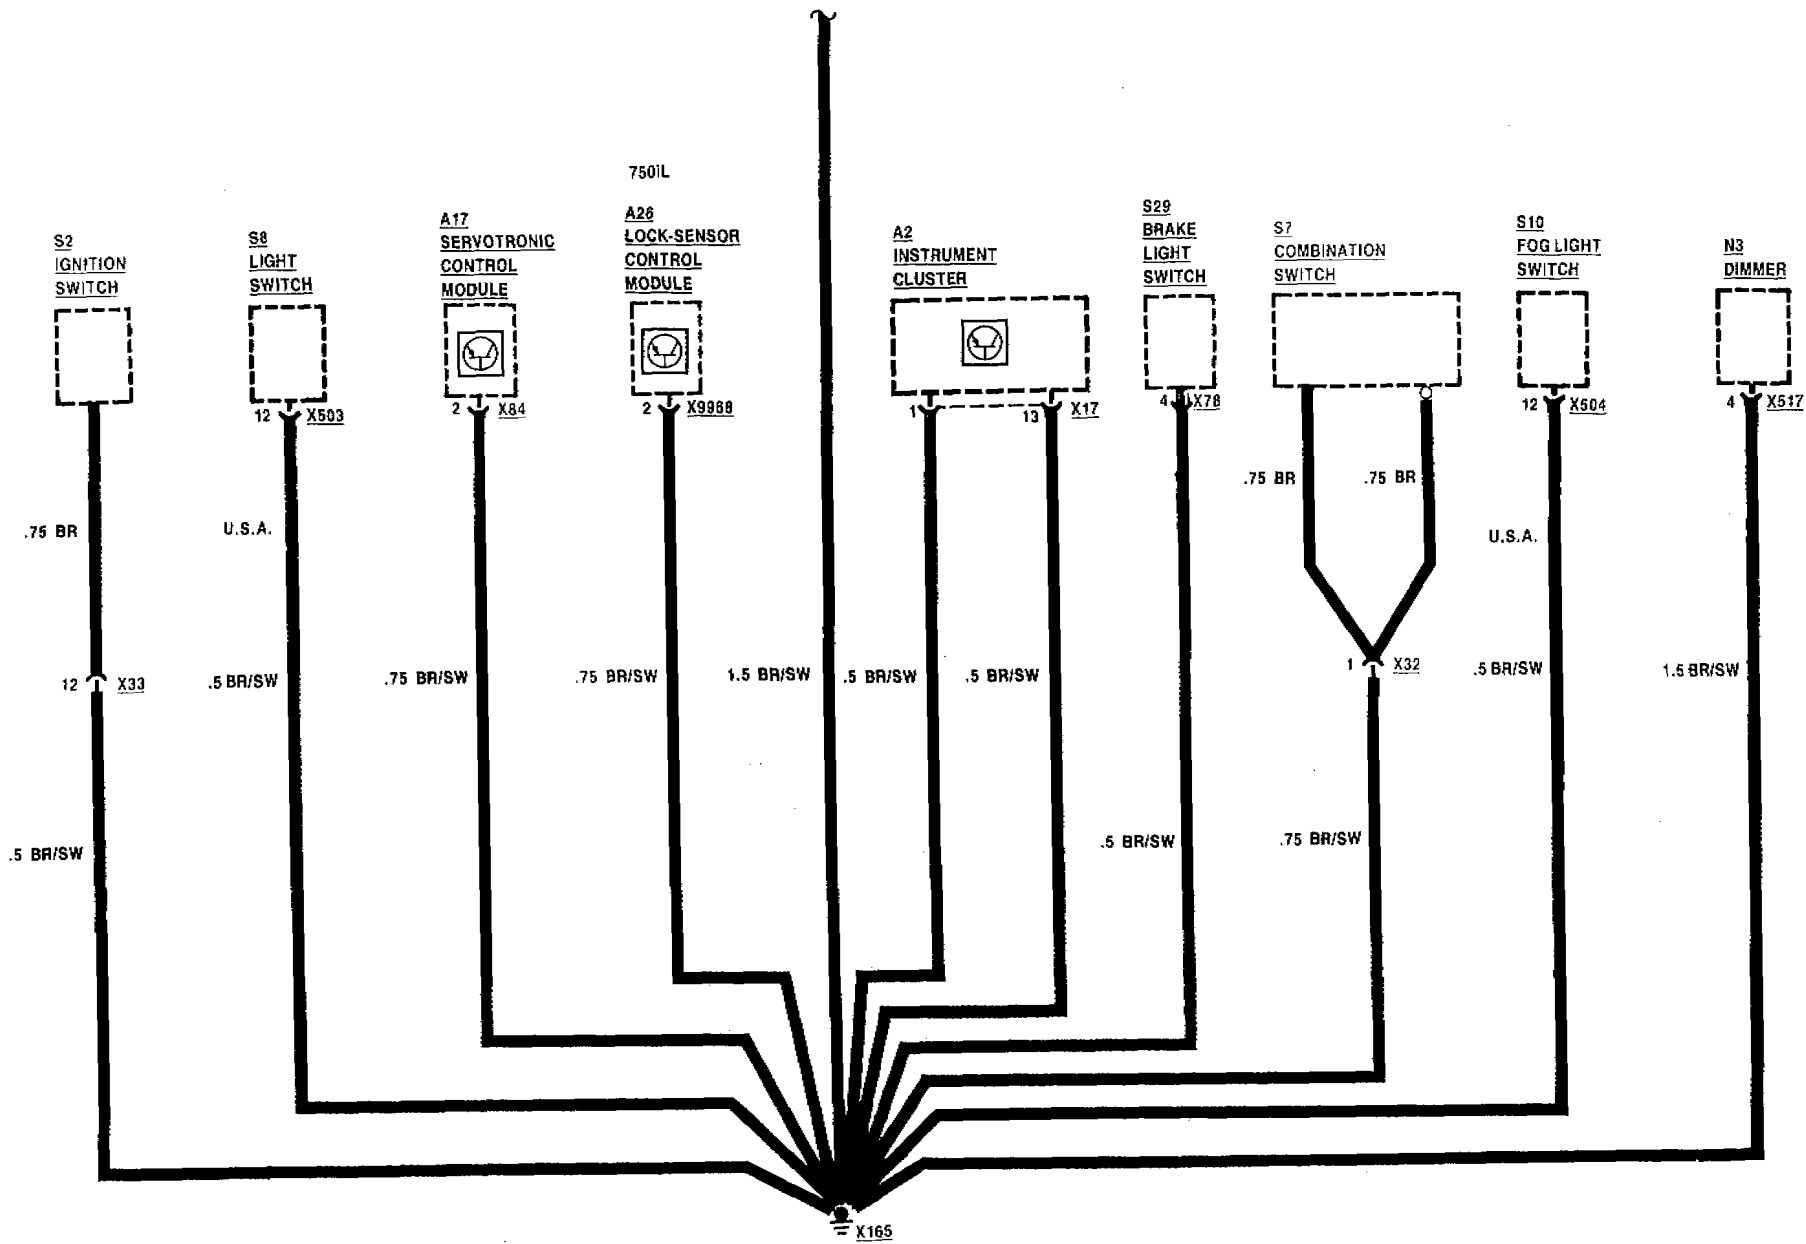 750iL
S2
IGNITION
SWITCH
S8
LIGHT
SWITCH
A17
SERVOTRONIC
CONTROL
MODULE
A26
LOCK-SENSOR
CONTROL
MODULE
A2
INSTRUMENT
CLUSTER
S29
BRAKE
LIGHT
SWITCH
S7
COMBINATION
SWITCH
S10
FOG LIGHT
SWITCH
N3
DIMMER
12 X503
2 X84
2 X9968
1
13 X17
4 X78
12 X504
4 X517
.75 BR
U.S.A.
.75 BR
.75 BR
U.S.A.
12 X33
.5 BR/SW
.75 BR/SW
.75 BR/SW
1.5 BR/SW
.5 BR/SW
.5 BR/SW
1 X32
.5 BR/SW
1.5 BR/SW
.5 BR/SW
.5 BR/SW
.75 BR/SW
X165